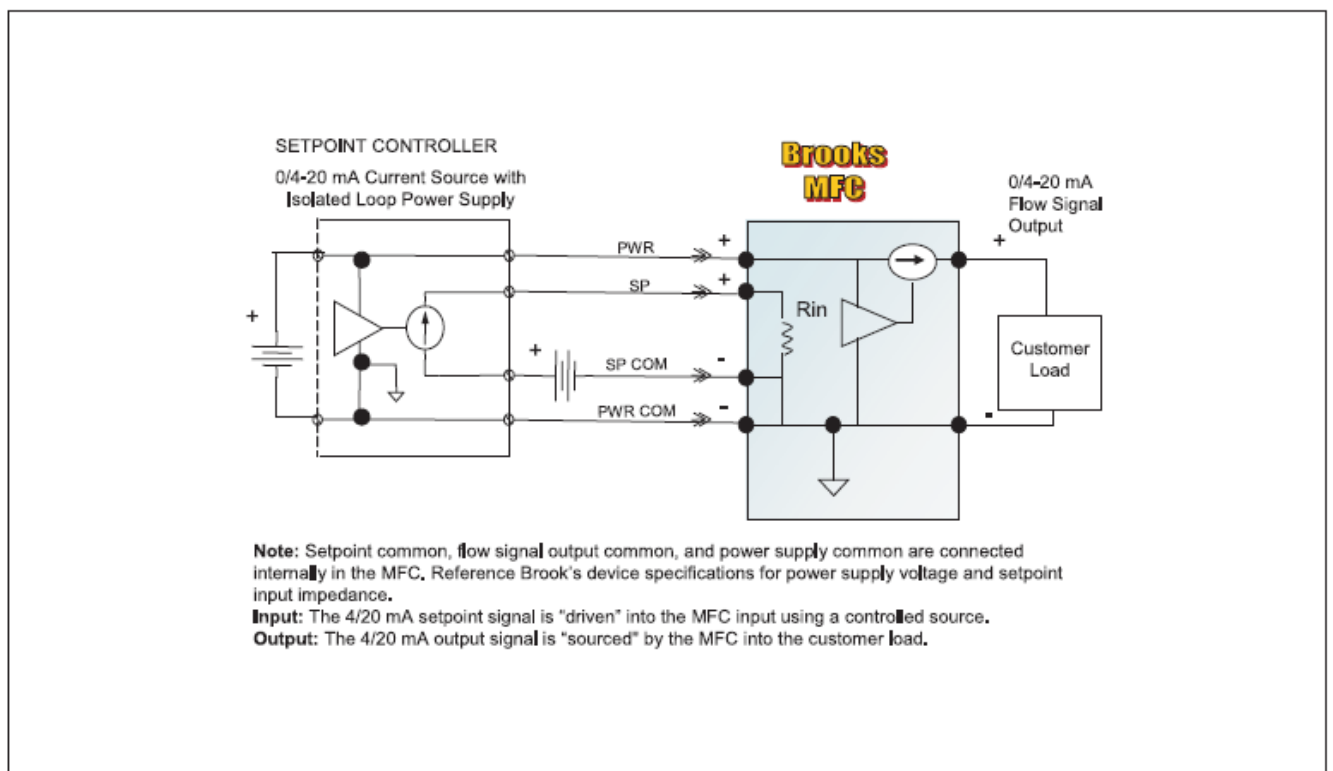 SETPOINT CONTROLLER
0/4-20 mA Current Source with
Isolated Loop Power Supply
Brooks
MFC
0/4-20 mA
Flow Signal
Output
+
PWR
+
+
SP
+
Rin
+
+
SP COM
-
Customer
Load
PWR COM
-
-
Note: Setpoint common, flow signal output common, and power supply common are connected
internally in the MFC. Reference Brook's device specifications for power supply voltage and setpoint
input impedance.
Input: The 4/20 mA setpoint signal is "driven" into the MFC input using a controlled source.
Output: The 4/20 mA output signal is "sourced" by the MFC into the customer load.